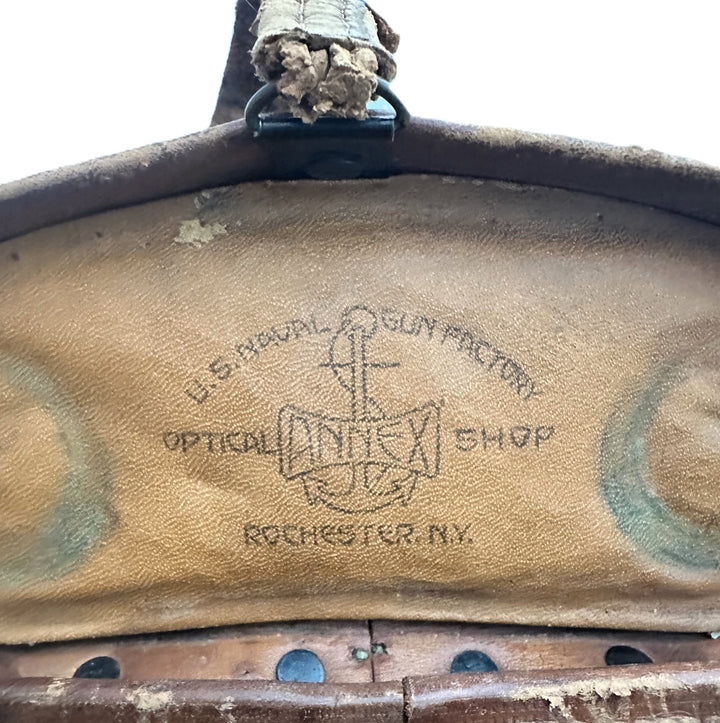 U.S. NAVAL GUN FACTORY
OPTICAL ANNEX SHOP
ROCHESTER. N.Y.